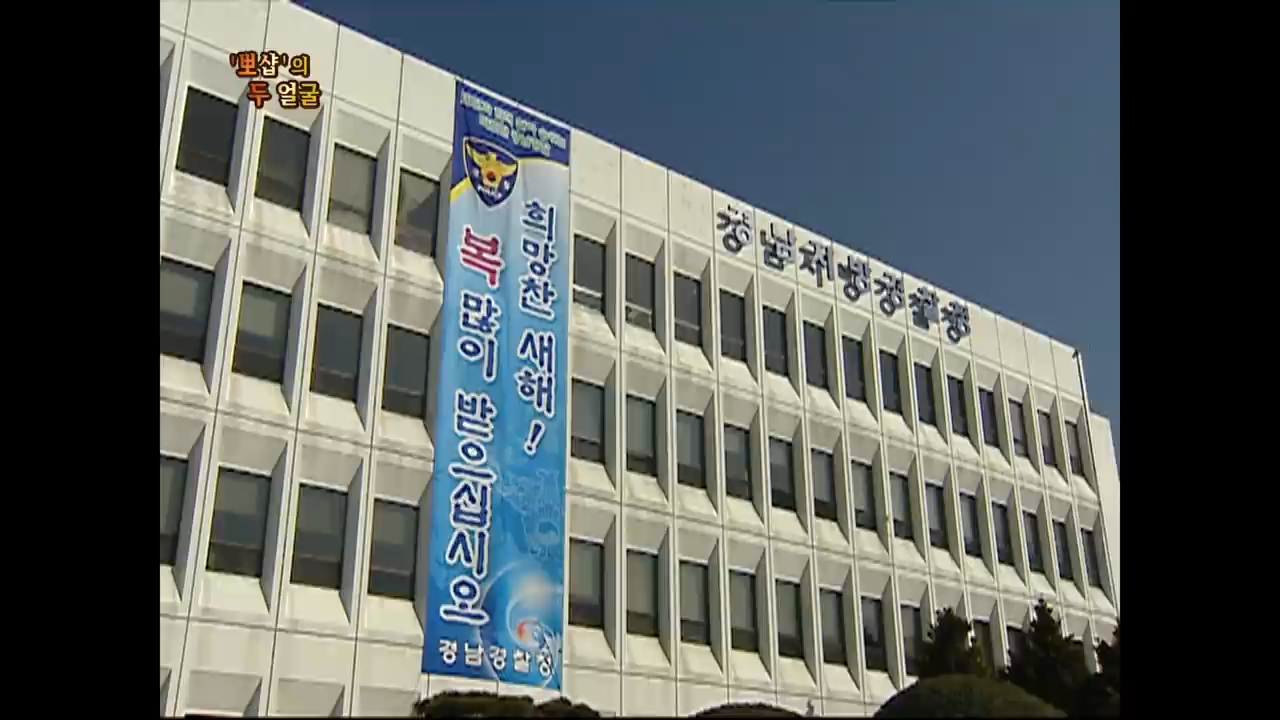 '뽀샵'의
두 얼굴
희망찬 새해!
복 많이 받으십시오
경남경찰청
경남지방경찰청